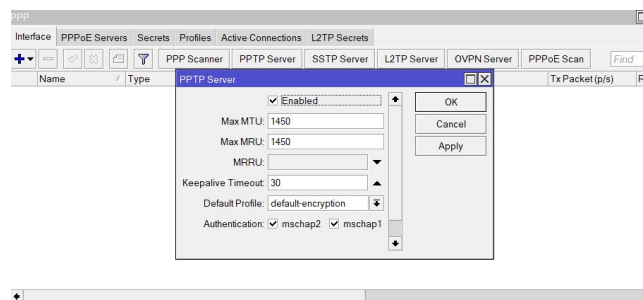 PPP
Interface PPPoE Servers Secrets Profiles Active Connections L2TP Secrets
PPP Scanner PPTP Server SSTP Server L2TP Server OVPN Server PPPoE Scan Find
Name / Type Tx Packet (p/s) R
PPTP Server
Enabled OK
Max MTU: 1450 Cancel
Max MRU: 1450 Apply
MRRU:
Keepalive Timeout: 30
Default Profile: default-encryption
Authentication: mschap2 mschap1